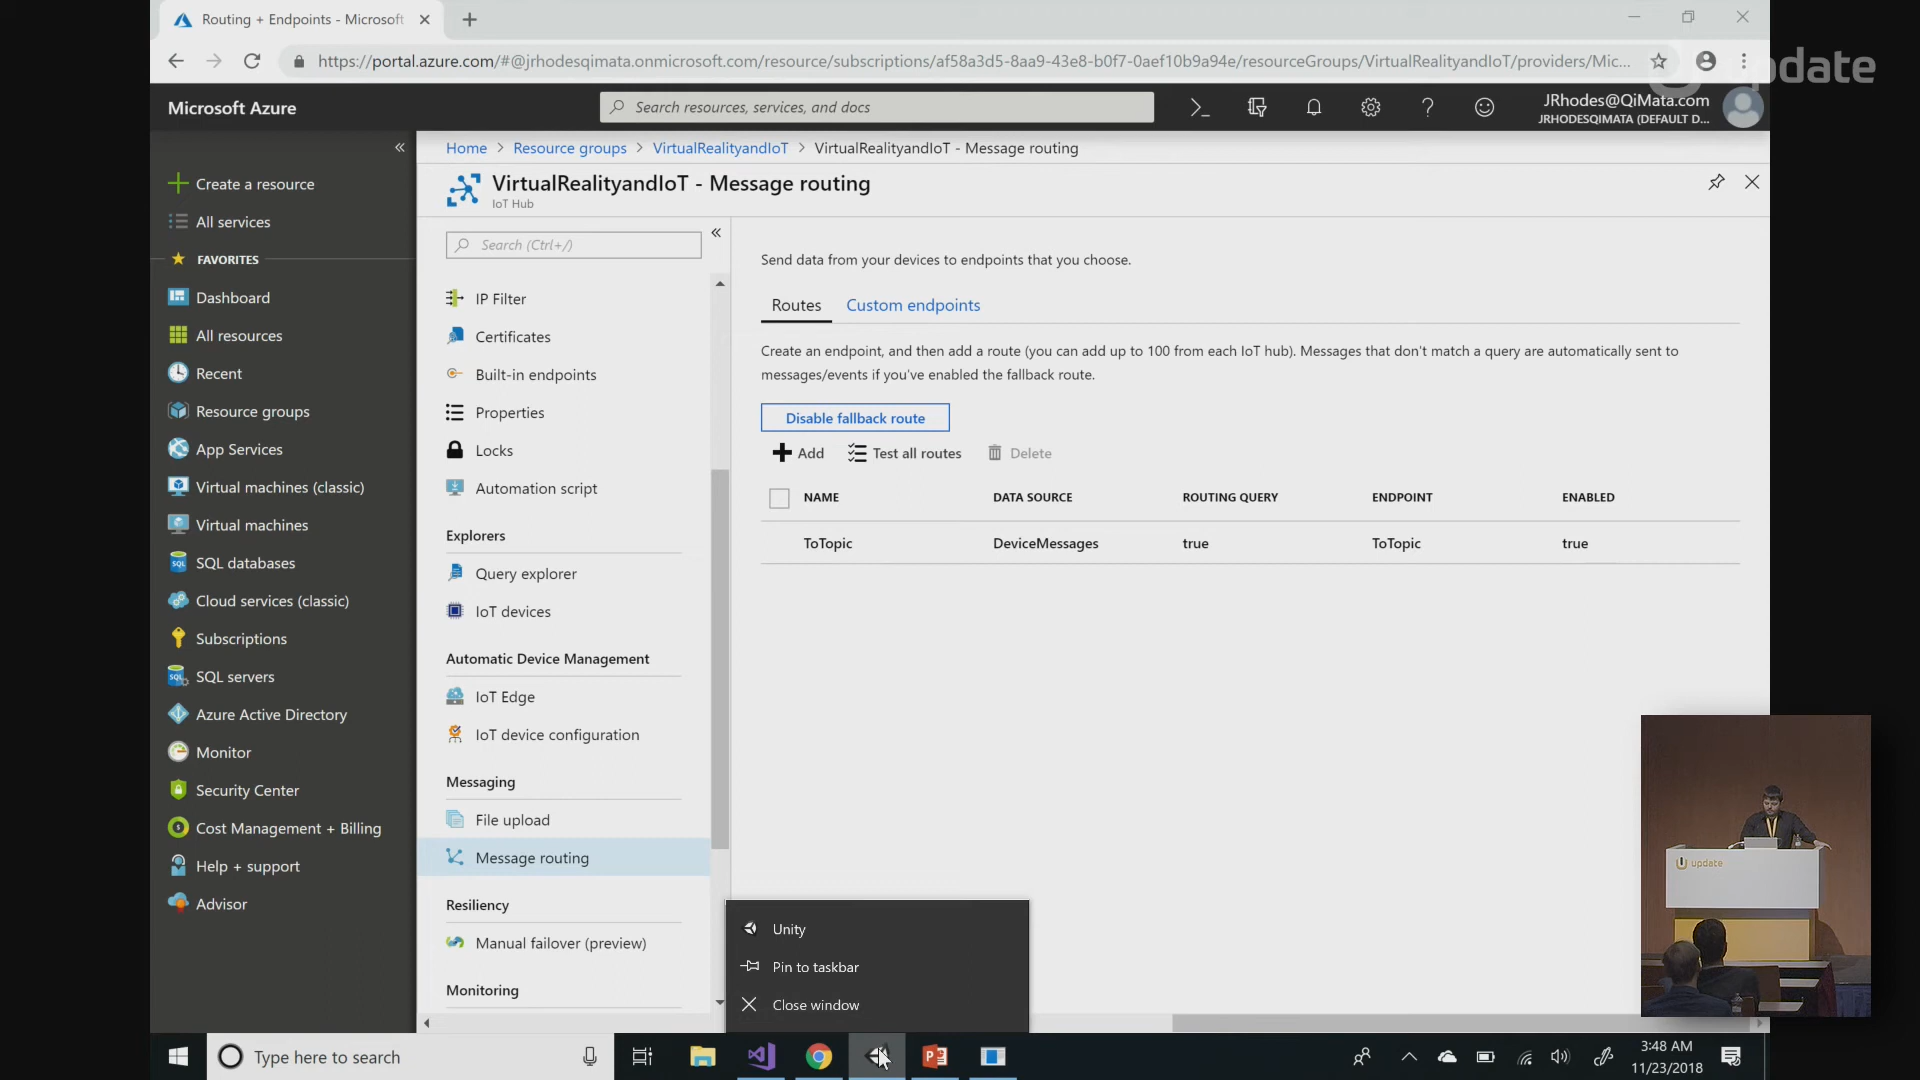 Routing + Endpoints - Microsoft
https://portal.azure.com/#@jrhodesqimata.onmicrosoft.com/resource/subscriptions/af58a3d5-8aa9-43e8-b0f7-0aef10b9a94e/resourceGroups/VirtualRealityandIoT/providers/Mic...
update
Microsoft Azure
Search resources, services, and docs
JRhodes@QiMata.com
JRHODESQIMATA (DEFAULT D...
Create a resource
All services
FAVORITES
Dashboard
All resources
Recent
Resource groups
App Services
Virtual machines (classic)
Virtual machines
SQL databases
Cloud services (classic)
Subscriptions
SQL servers
Azure Active Directory
Monitor
Security Center
Cost Management + Billing
Help + support
Advisor
Home > Resource groups > VirtualRealityandIoT > VirtualRealityandIoT - Message routing
VirtualRealityandIoT - Message routing
IoT Hub
Search (Ctrl+/)
IP Filter
Certificates
Built-in endpoints
Properties
Locks
Automation script
Explorers
Query explorer
IoT devices
Automatic Device Management
IoT Edge
IoT device configuration
Messaging
File upload
Message routing
Resiliency
Manual failover (preview)
Monitoring
Send data from your devices to endpoints that you choose.
Routes Custom endpoints
Create an endpoint, and then add a route (you can add up to 100 from each IoT hub). Messages that don't match a query are automatically sent to
messages/events if you've enabled the fallback route.
Disable fallback route
Add Test all routes Delete
NAME DATA SOURCE ROUTING QUERY ENDPOINT ENABLED
ToTopic DeviceMessages true ToTopic true
Unity
Pin to taskbar
Close window
update
Type here to search
3:48 AM
11/23/2018